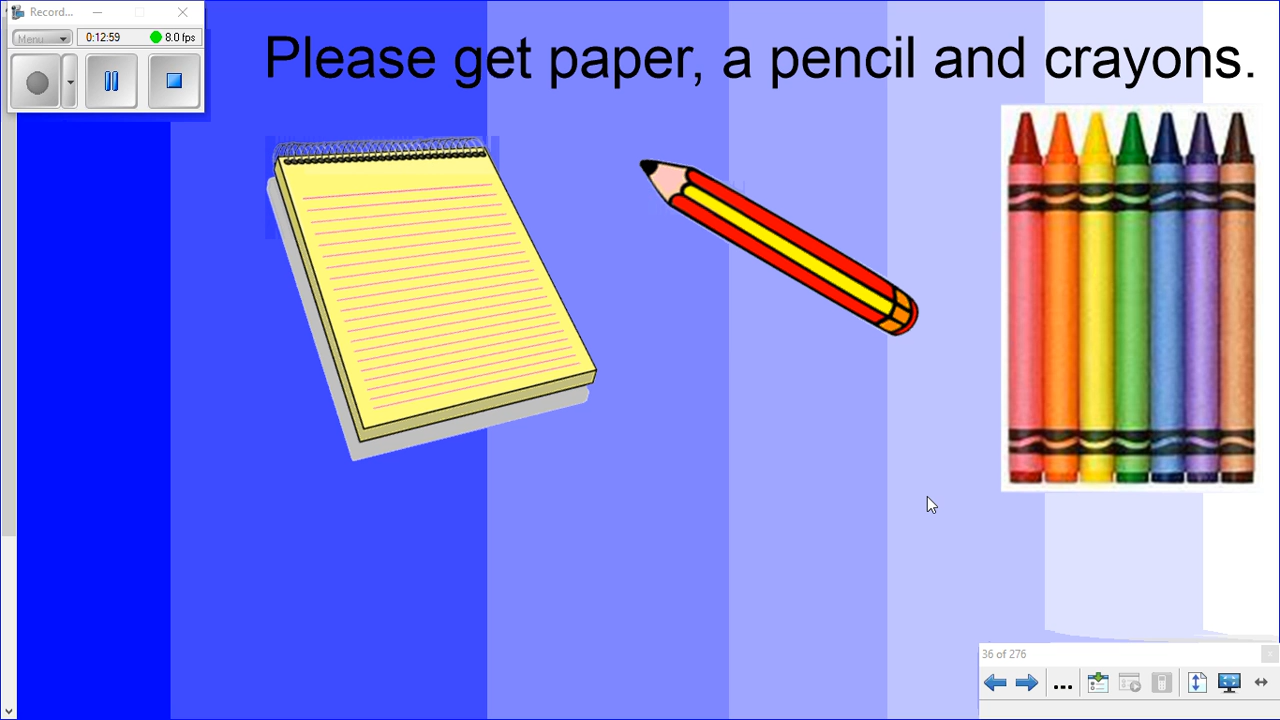 Record...
Menu
0:12:59
8.0 fps
Please get paper, a pencil and crayons.
36 of 276